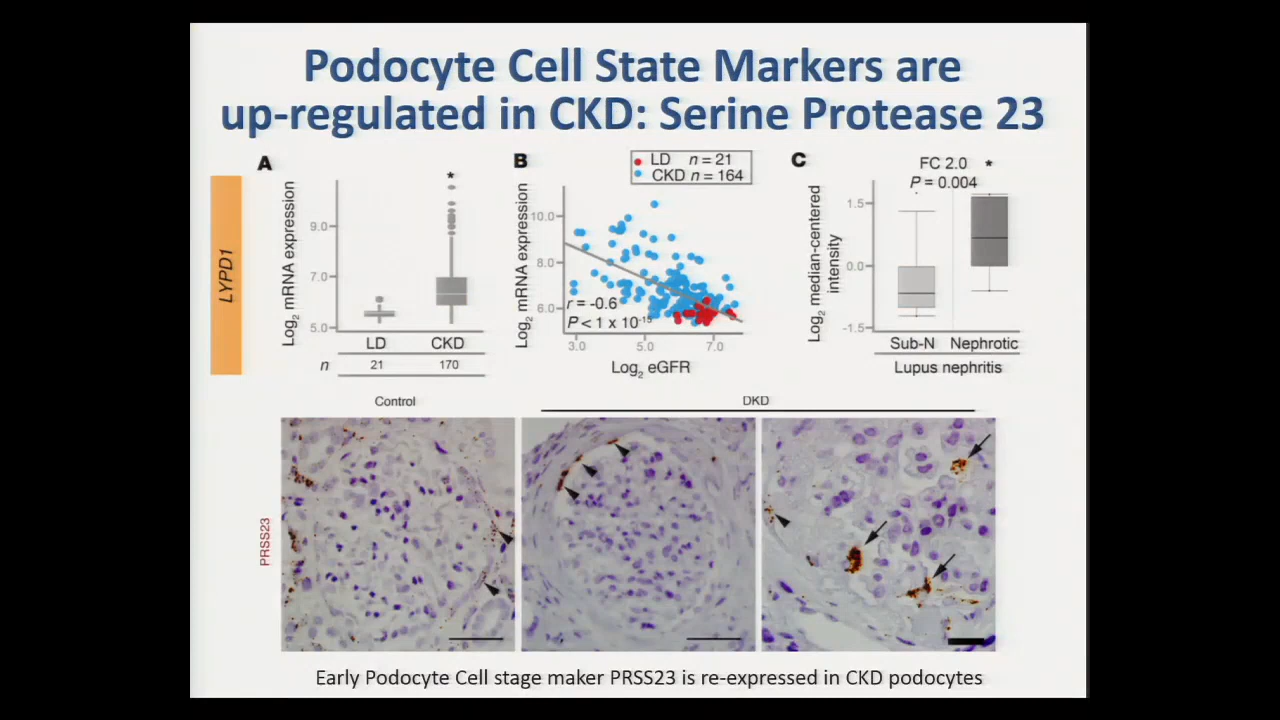 Podocyte Cell State Markers are
up-regulated in CKD: Serine Protease 23
LYPD1
A
Log2 mRNA expression
9.0
7.0
5.0
*
LD CKD
n 21 170
B
LD n = 21
CKD n = 164
Log2 mRNA expression
10.0
8.0
6.0
r = -0.6
P < 1 x 10-15
3.0 5.0 7.0
Log2 eGFR
C
FC 2.0 *
P = 0.004
Log2 median-centered
intensity
1.5
0.0
-1.5
Sub-N Nephrotic
Lupus nephritis
Control
DKD
PRSS23
Early Podocyte Cell stage maker PRSS23 is re-expressed in CKD podocytes